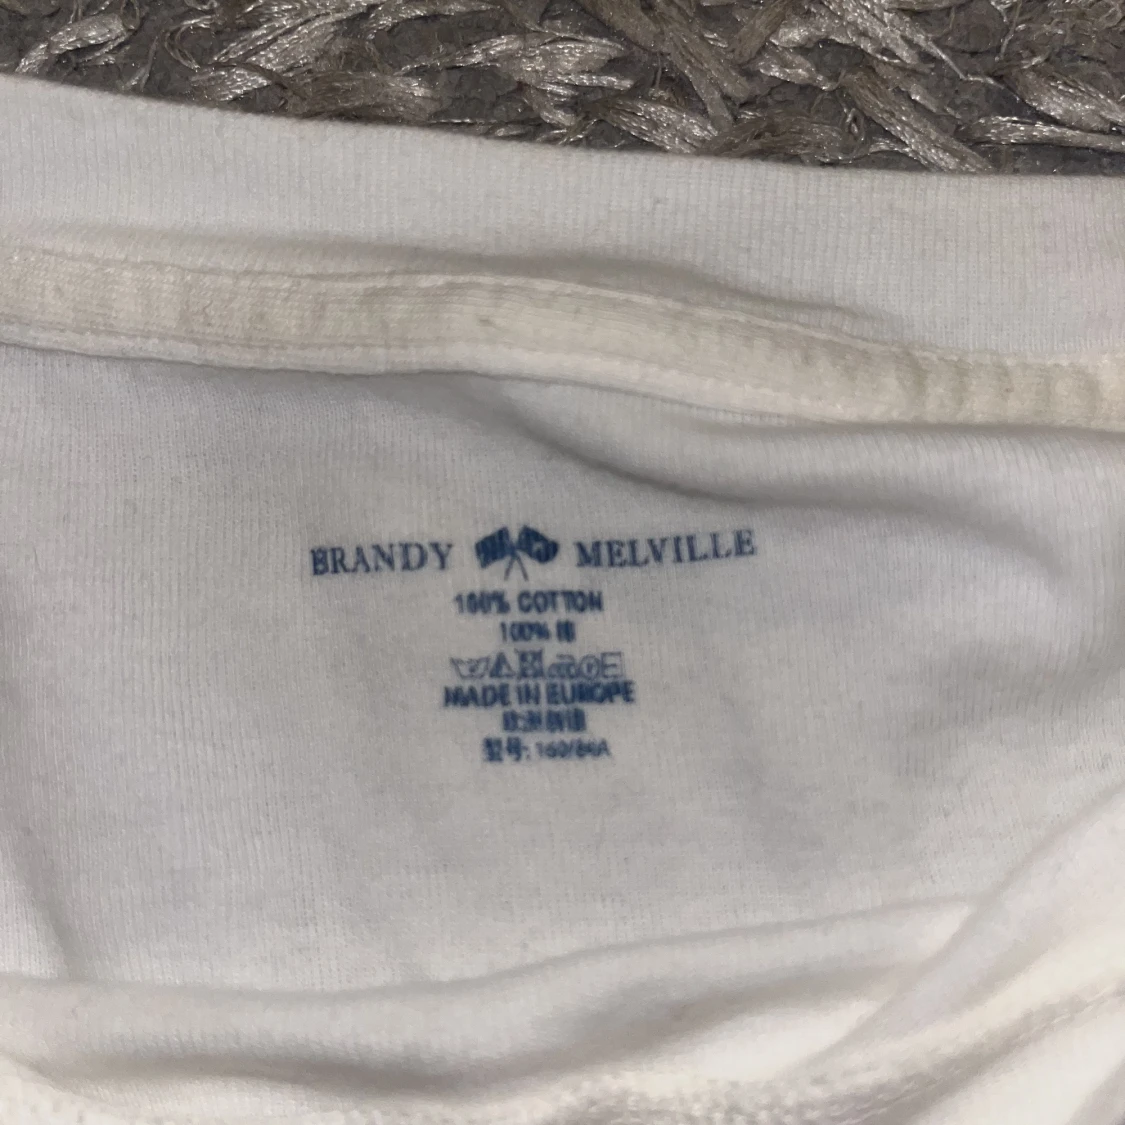 BRANDY MELVILLE
100% COTTON
100% 棉
MADE IN EUROPE
欧洲制造
型号: 160/84A